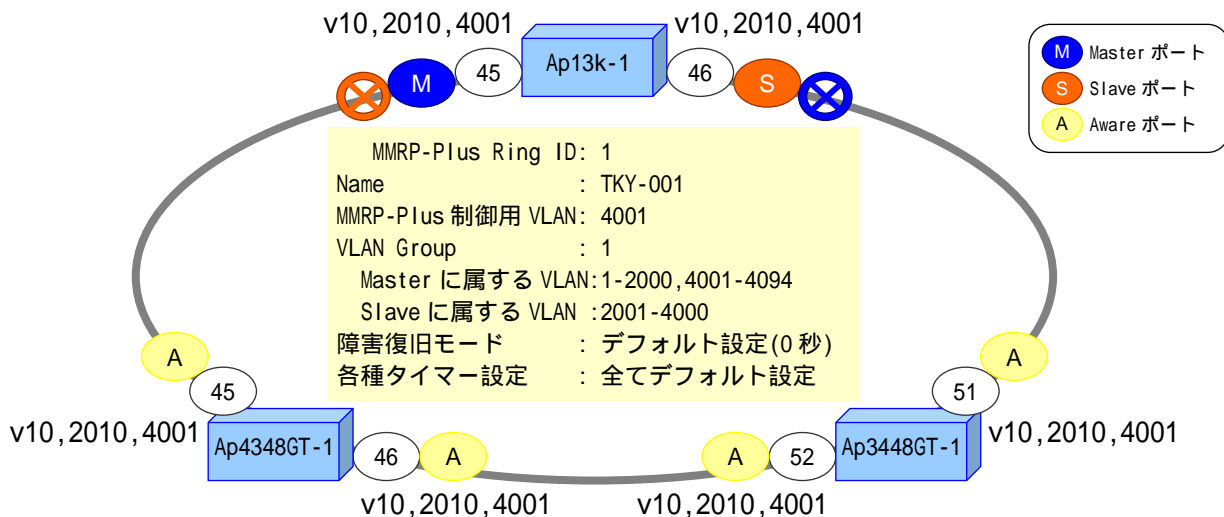 v10,2010,4001
v10,2010,4001
M
45
Ap13k-1
46
S
M Master ポート
S Slave ポート
A Aware ポート
MMRP-Plus Ring ID: 1
Name : TKY-001
MMRP-Plus 制御用 VLAN: 4001
VLAN Group : 1
Master に属する VLAN:1-2000,4001-4094
Slave に属する VLAN :2001-4000
障害復旧モード : デフォルト設定(0 秒)
各種タイマー設定 : 全てデフォルト設定
A
45
v10,2010,4001
Ap4348GT-1
46
A
v10,2010,4001
A
51
v10,2010,4001
Ap3448GT-1
52
A
v10,2010,4001